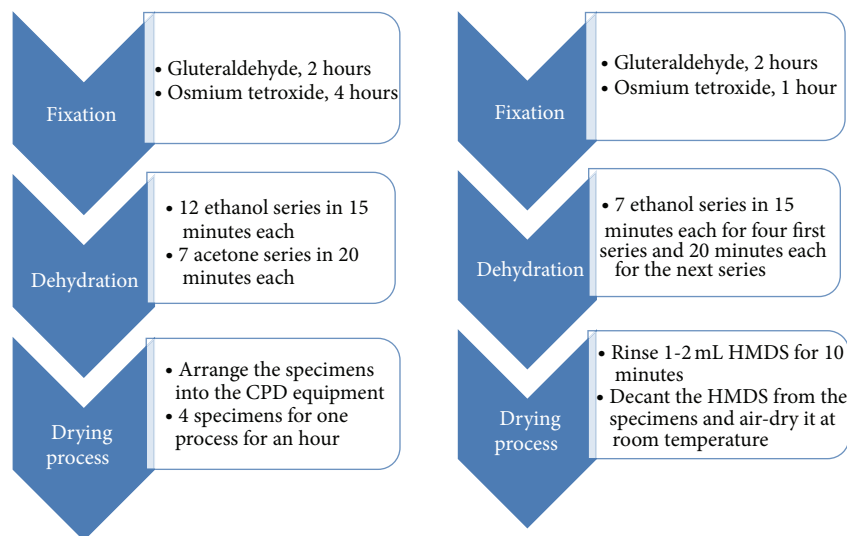 Fixation
• Gluteraldehyde, 2 hours
• Osmium tetroxide, 4 hours
Dehydration
• 12 ethanol series in 15
minutes each
• 7 acetone series in 20
minutes each
Drying
process
• Arrange the specimens
into the CPD equipment
• 4 specimens for one
process for an hour
Fixation
• Gluteraldehyde, 2 hours
• Osmium tetroxide, 1 hour
Dehydration
• 7 ethanol series in 15
minutes each for four first
series and 20 minutes each
for the next series
Drying
process
• Rinse 1-2 mL HMDS for 10
minutes
• Decant the HMDS from the
specimens and air-dry it at
room temperature